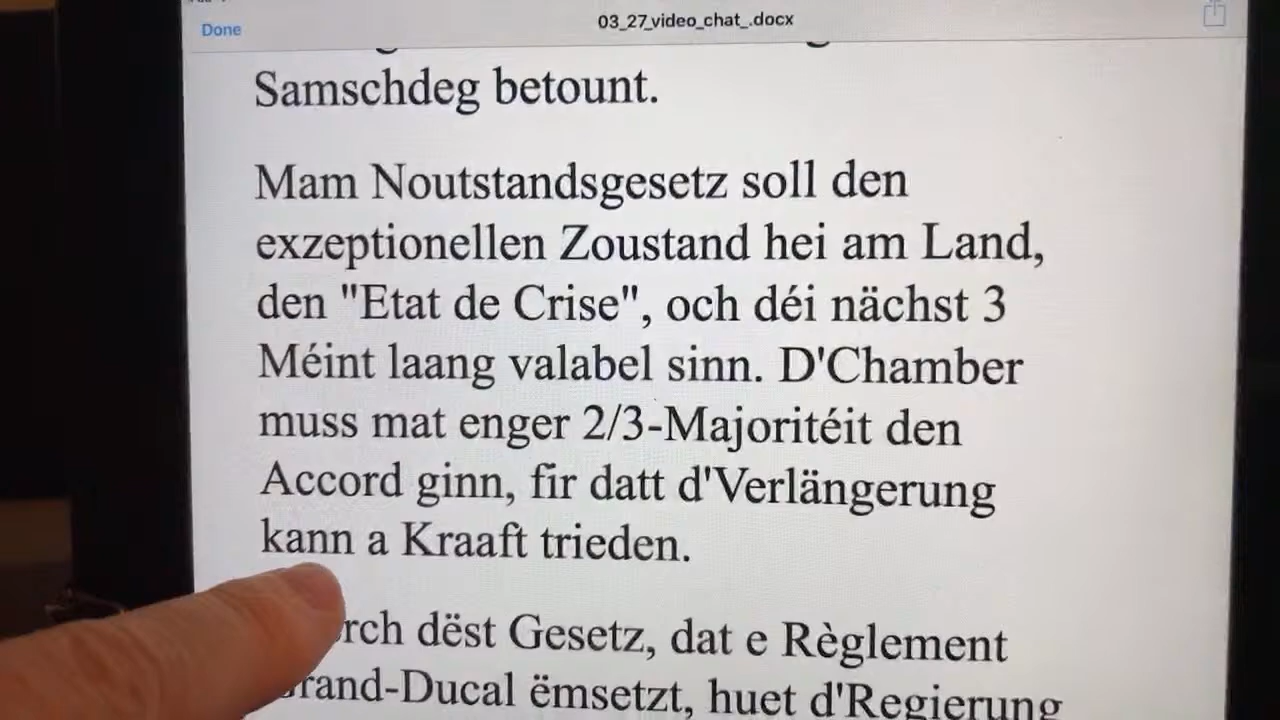 Done
03_27_video_chat_.docx
Samschdeg betount.
Mam Noutstandsgesetz soll den
exzeptionellen Zoustand hei am Land,
den "Etat de Crise", och déi nächst 3
Méint laang valabel sinn. D'Chamber
muss mat enger 2/3-Majoritéit den
Accord ginn, fir datt d'Verlängerung
kann a Kraaft trieden.
dëst Gesetz, dat e Règlement
ëmsetzt, huet d'Regierung